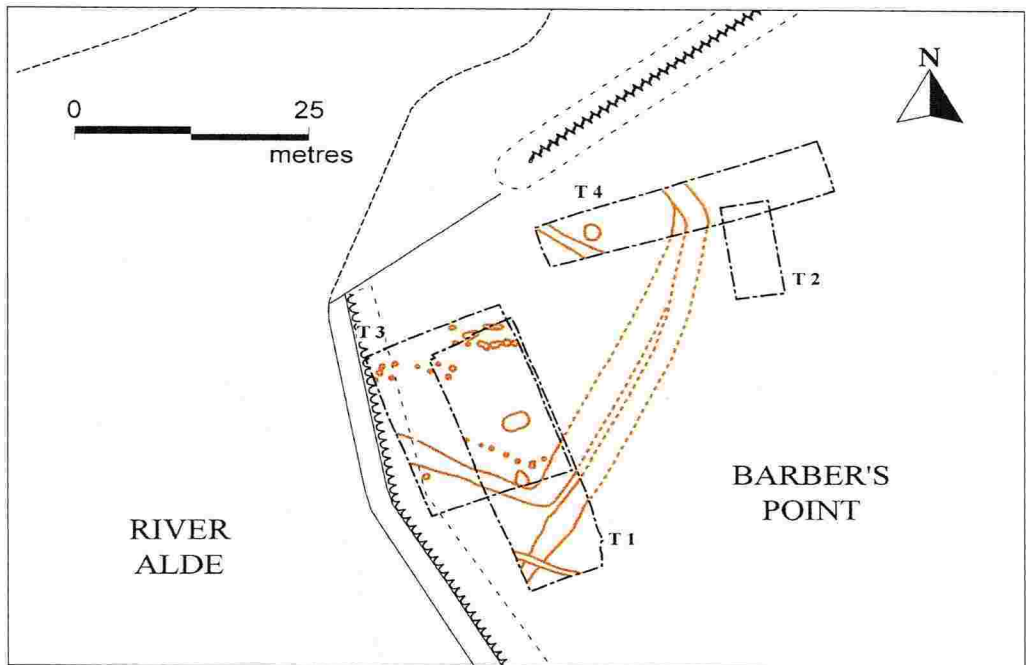 N
0 25
metres
T 4
T 2
T 3
BARBER'S
POINT
RIVER
ALDE
T 1